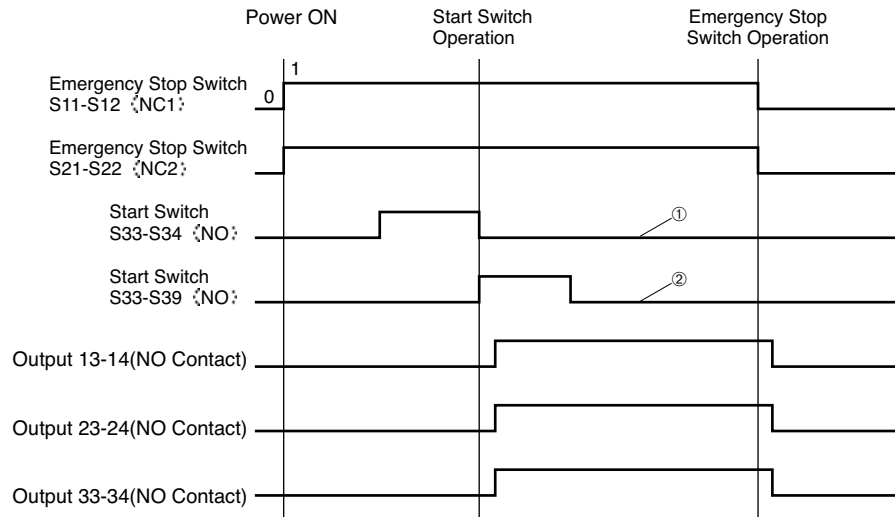 Power ON
Start Switch
Operation
Emergency Stop
Switch Operation
1
0
Emergency Stop Switch
S11-S12 (NC1)
Emergency Stop Switch
S21-S22 (NC2)
Start Switch
S33-S34 (NO)
①
Start Switch
S33-S39 (NO)
②
Output 13-14(NO Contact)
Output 23-24(NO Contact)
Output 33-34(NO Contact)